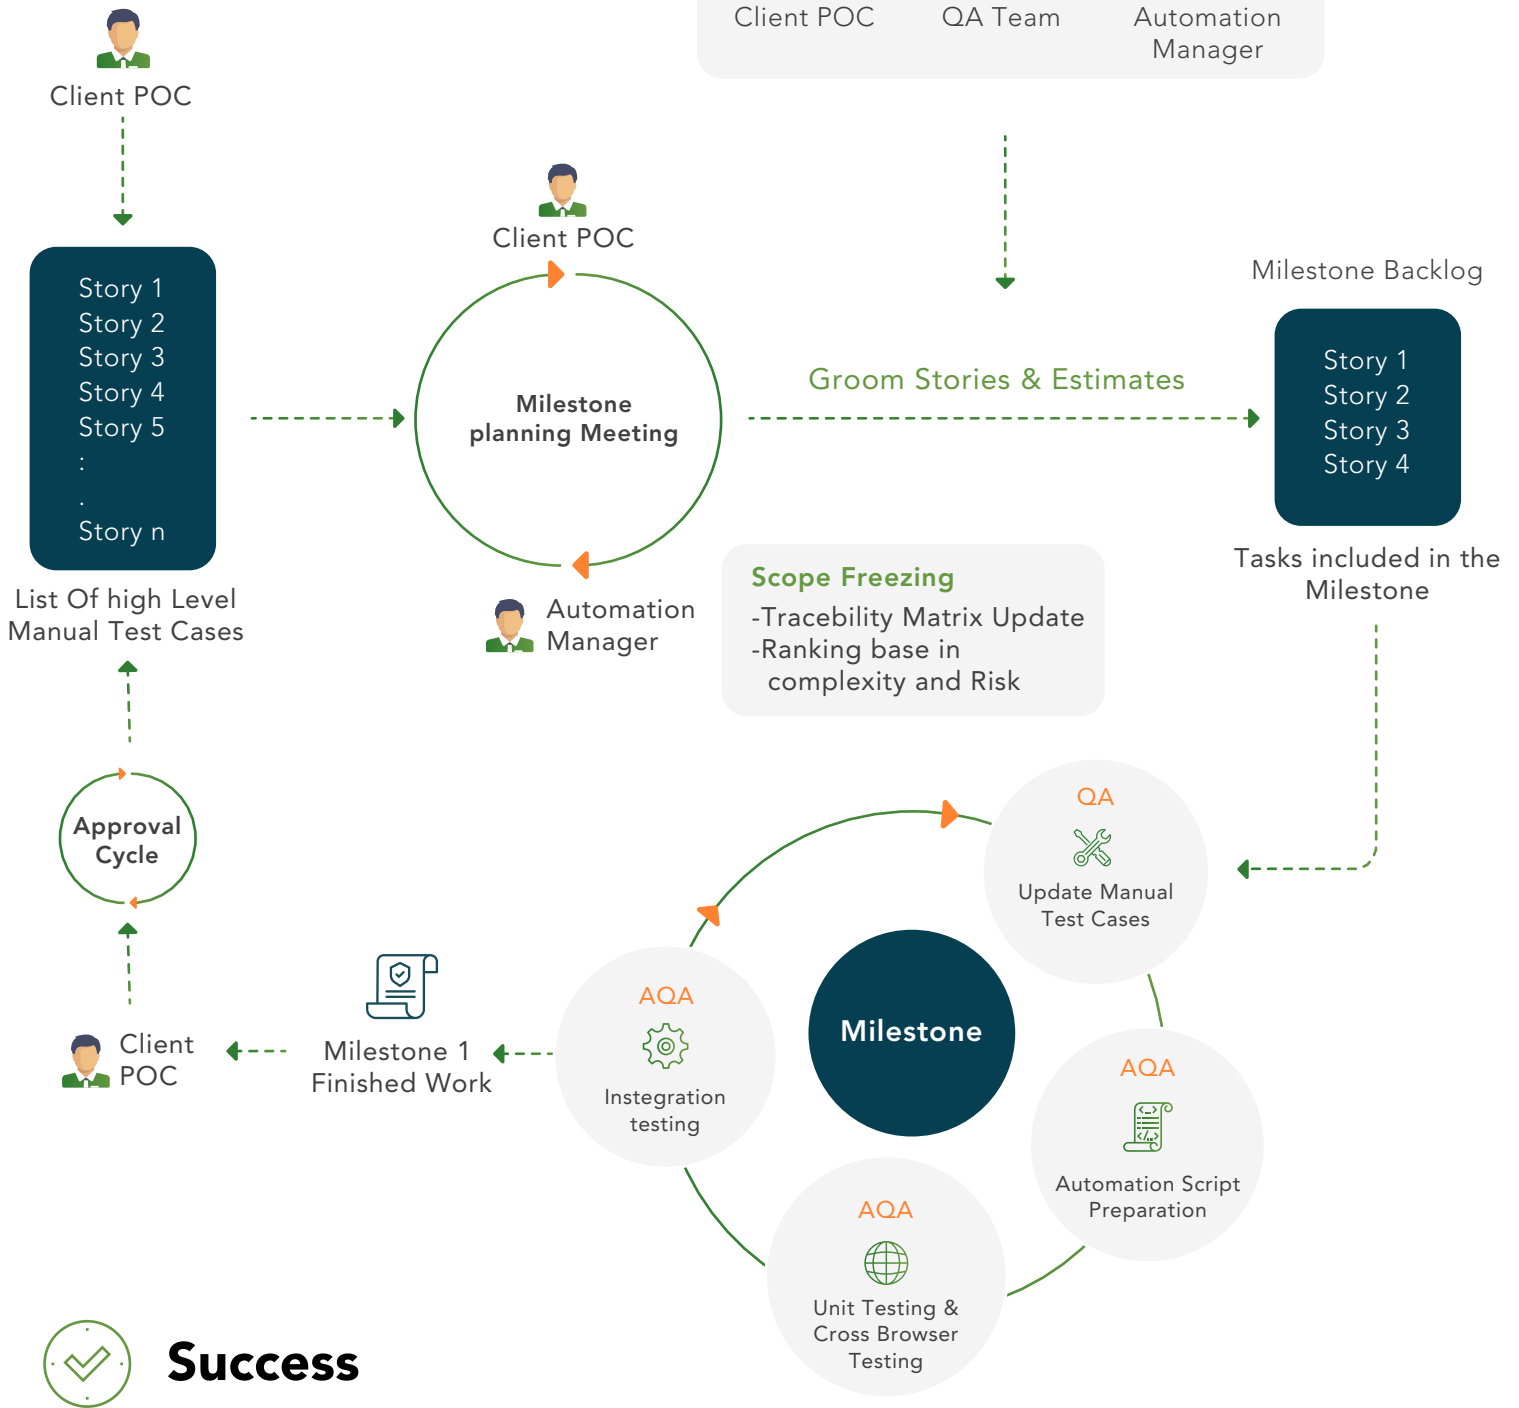 Client POC
QA Team
Automation
Manager
Client POC
Client POC
Story 1
Story 2
Story 3
Story 4
Story 5
:
.
Story n
List Of high Level
Manual Test Cases
Milestone
planning Meeting
Automation
Manager
Groom Stories & Estimates
Milestone Backlog
Story 1
Story 2
Story 3
Story 4
Tasks included in the
Milestone
Scope Freezing
-Tracebility Matrix Update
-Ranking base in
complexity and Risk
Approval
Cycle
Client
POC
Milestone 1
Finished Work
QA
Update Manual
Test Cases
AQA
Instegration
testing
Milestone
AQA
Automation Script
Preparation
AQA
Unit Testing &
Cross Browser
Testing
Success